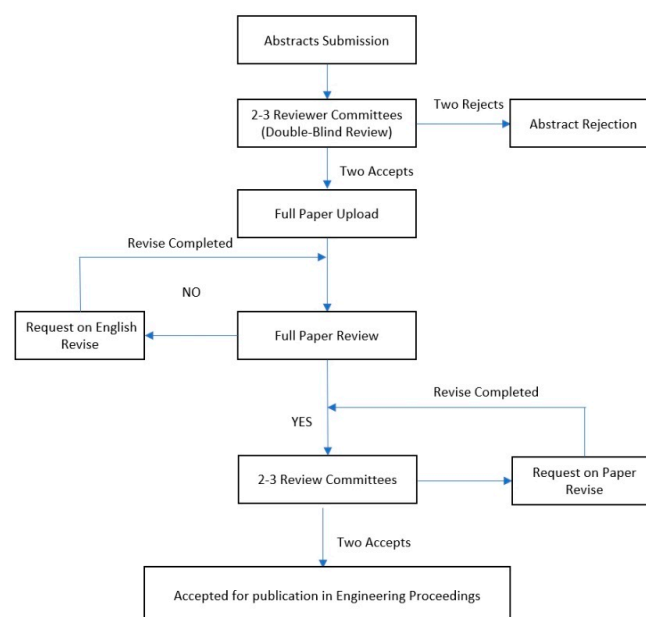 Abstracts Submission
2-3 Reviewer Committees
(Double-Blind Review)
Two Rejects
Abstract Rejection
Two Accepts
Full Paper Upload
Revise Completed
NO
Request on English
Revise
Full Paper Review
Revise Completed
YES
2-3 Review Committees
Request on Paper
Revise
Two Accepts
Accepted for publication in Engineering Proceedings